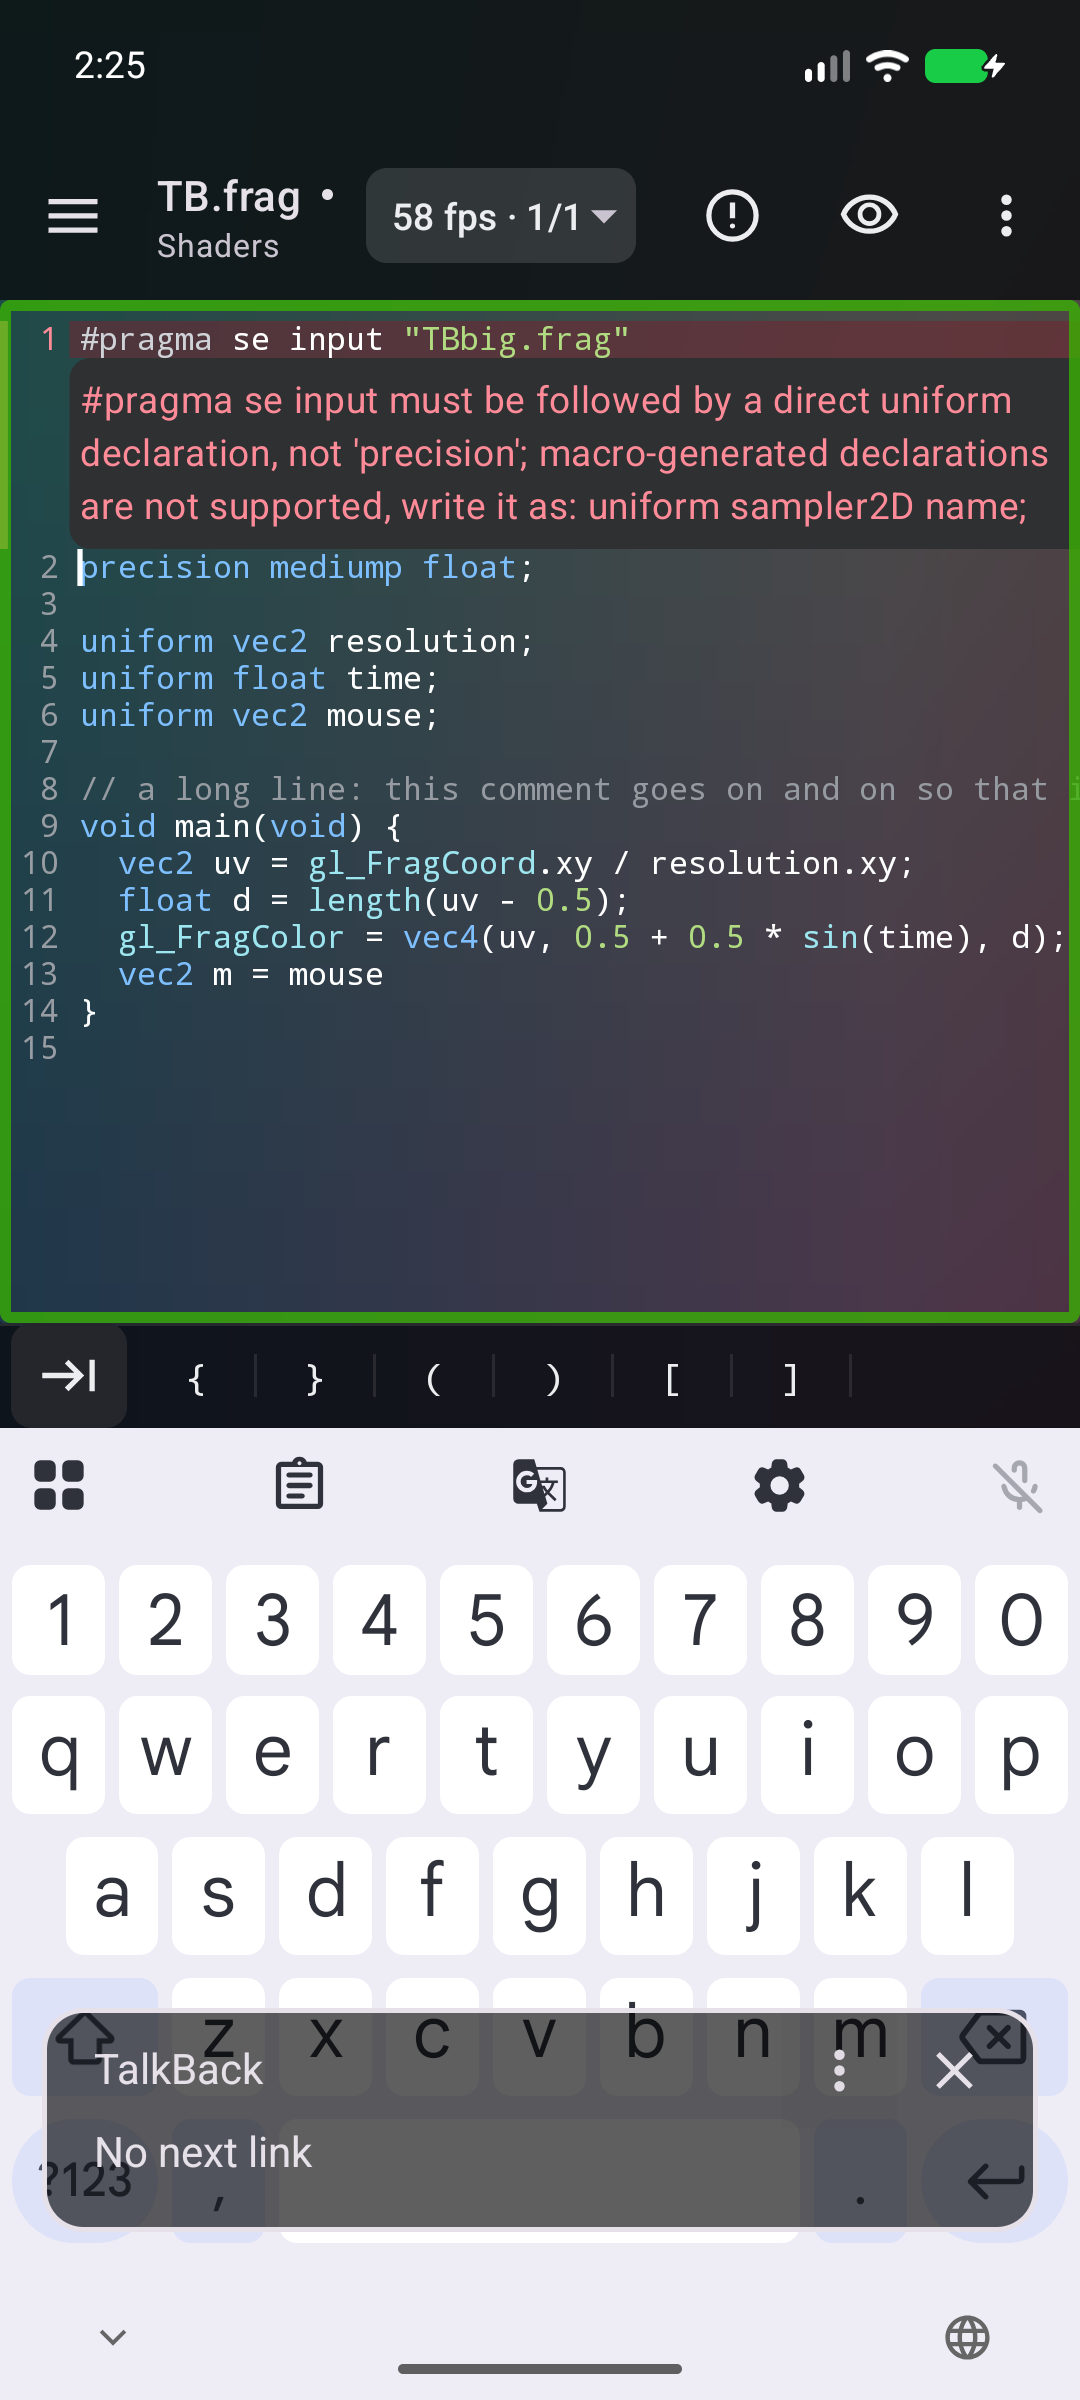 2:25
TB.frag •
Shaders
58 fps · 1/1
1 #pragma se input "TBbig.frag"
#pragma se input must be followed by a direct uniform
declaration, not 'precision'; macro-generated declarations
are not supported, write it as: uniform sampler2D name;
2 precision mediump float;
3
4 uniform vec2 resolution;
5 uniform float time;
6 uniform vec2 mouse;
7
8 // a long line: this comment goes on and on so that i
9 void main(void) {
10 vec2 uv = gl_FragCoord.xy / resolution.xy;
11 float d = length(uv - 0.5);
12 gl_FragColor = vec4(uv, 0.5 + 0.5 * sin(time), d);
13 vec2 m = mouse
14 }
15
{ } ( ) [ ]
1 2 3 4 5 6 7 8 9 0
q w e r t y u i o p
a s d f g h j k l
z x c v b n m
TalkBack
No next link
?123 , .